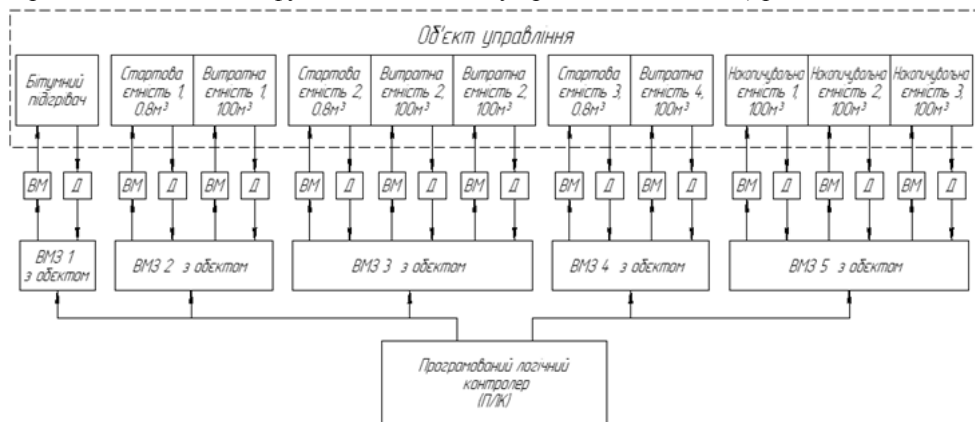 Об'єкт управління
Бітумний
підігрівач
Стартова
ємність 1,
0.8м³
Витратна
ємність 1,
100м³
Стартова
ємність 2,
0.8м³
Витратна
ємність 2,
100м³
Витратна
ємність 2,
100м³
Стартова
ємність 3,
0.8м³
Витратна
ємність 4,
100м³
Накопичувальна
ємність 1,
100м³
Накопичувальна
ємність 2,
100м³
Накопичувальна
ємність 3,
100м³
ВМ Д ВМ Д ВМ Д ВМ Д ВМ Д ВМ Д ВМ Д ВМ Д ВМ Д ВМ Д ВМ Д
ВМЗ 1
з обєктом
ВМЗ 2 з обєктом
ВМЗ 3 з обєктом
ВМЗ 4 з обєктом
ВМЗ 5 з обєктом
Програмований логічний
контролер
(ПЛК)